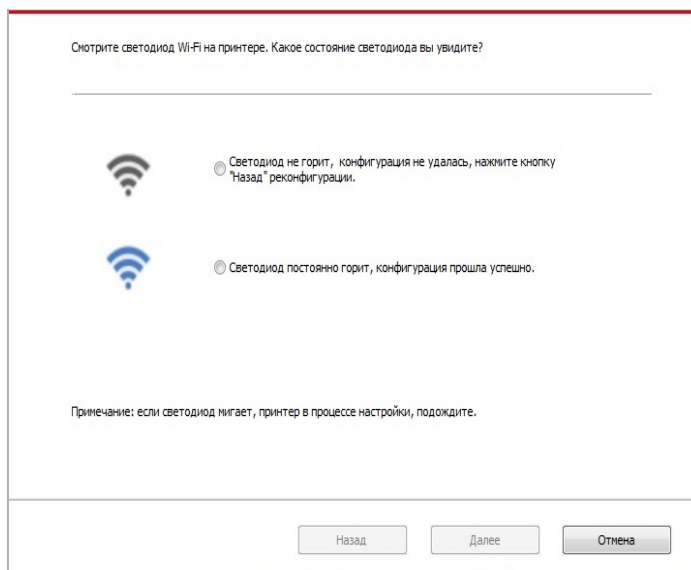 Смотрите светодиод Wi-Fi на принтере. Какое состояние светодиода вы увидите?
Светодиод не горит, конфигурация не удалась, нажмите кнопку
"Назад" реконфигурации.
Светодиод постоянно горит, конфигурация прошла успешно.
Примечание: если светодиод мигает, принтер в процессе настройки, подождите.
Назад
Далее
Отмена